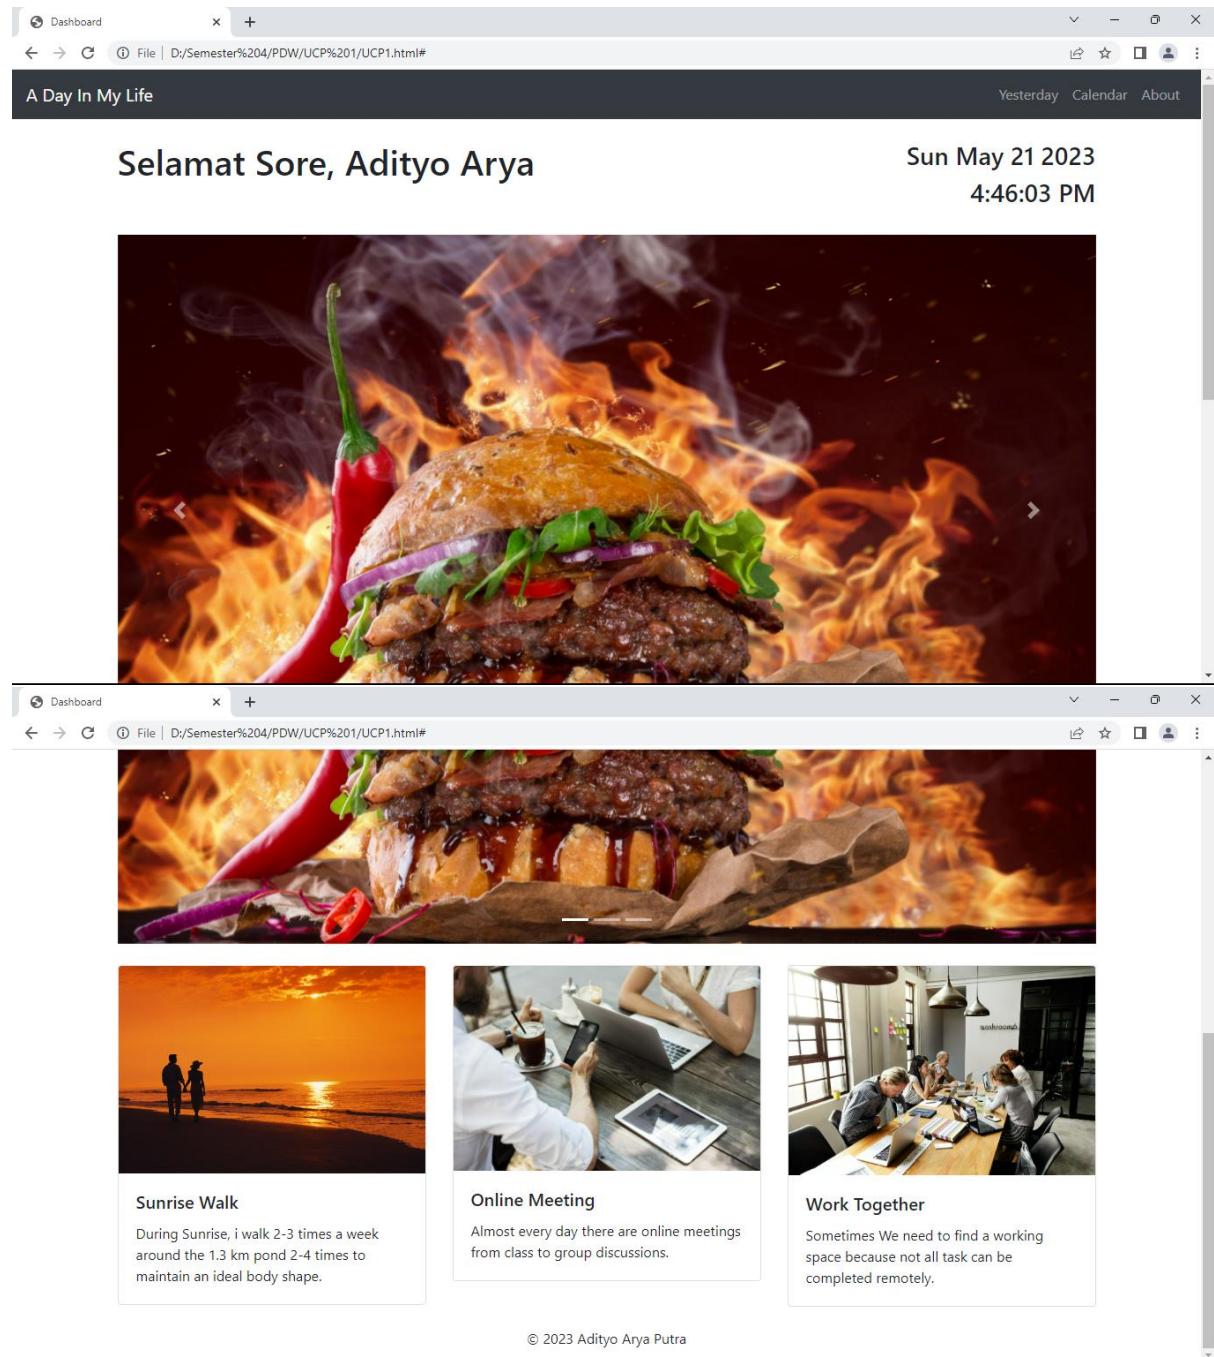 Dashboard
File | D:/Semester%204/PDW/UCP%201/UCP1.html#
A Day In My Life
Yesterday Calendar About
Selamat Sore, Adityo Arya
Sun May 21 2023
4:46:03 PM
Dashboard
File | D:/Semester%204/PDW/UCP%201/UCP1.html#
Sunrise Walk
During Sunrise, i walk 2-3 times a week
around the 1.3 km pond 2-4 times to
maintain an ideal body shape.
Online Meeting
Almost every day there are online meetings
from class to group discussions.
Work Together
Sometimes We need to find a working
space because not all task can be
completed remotely.
© 2023 Adityo Arya Putra